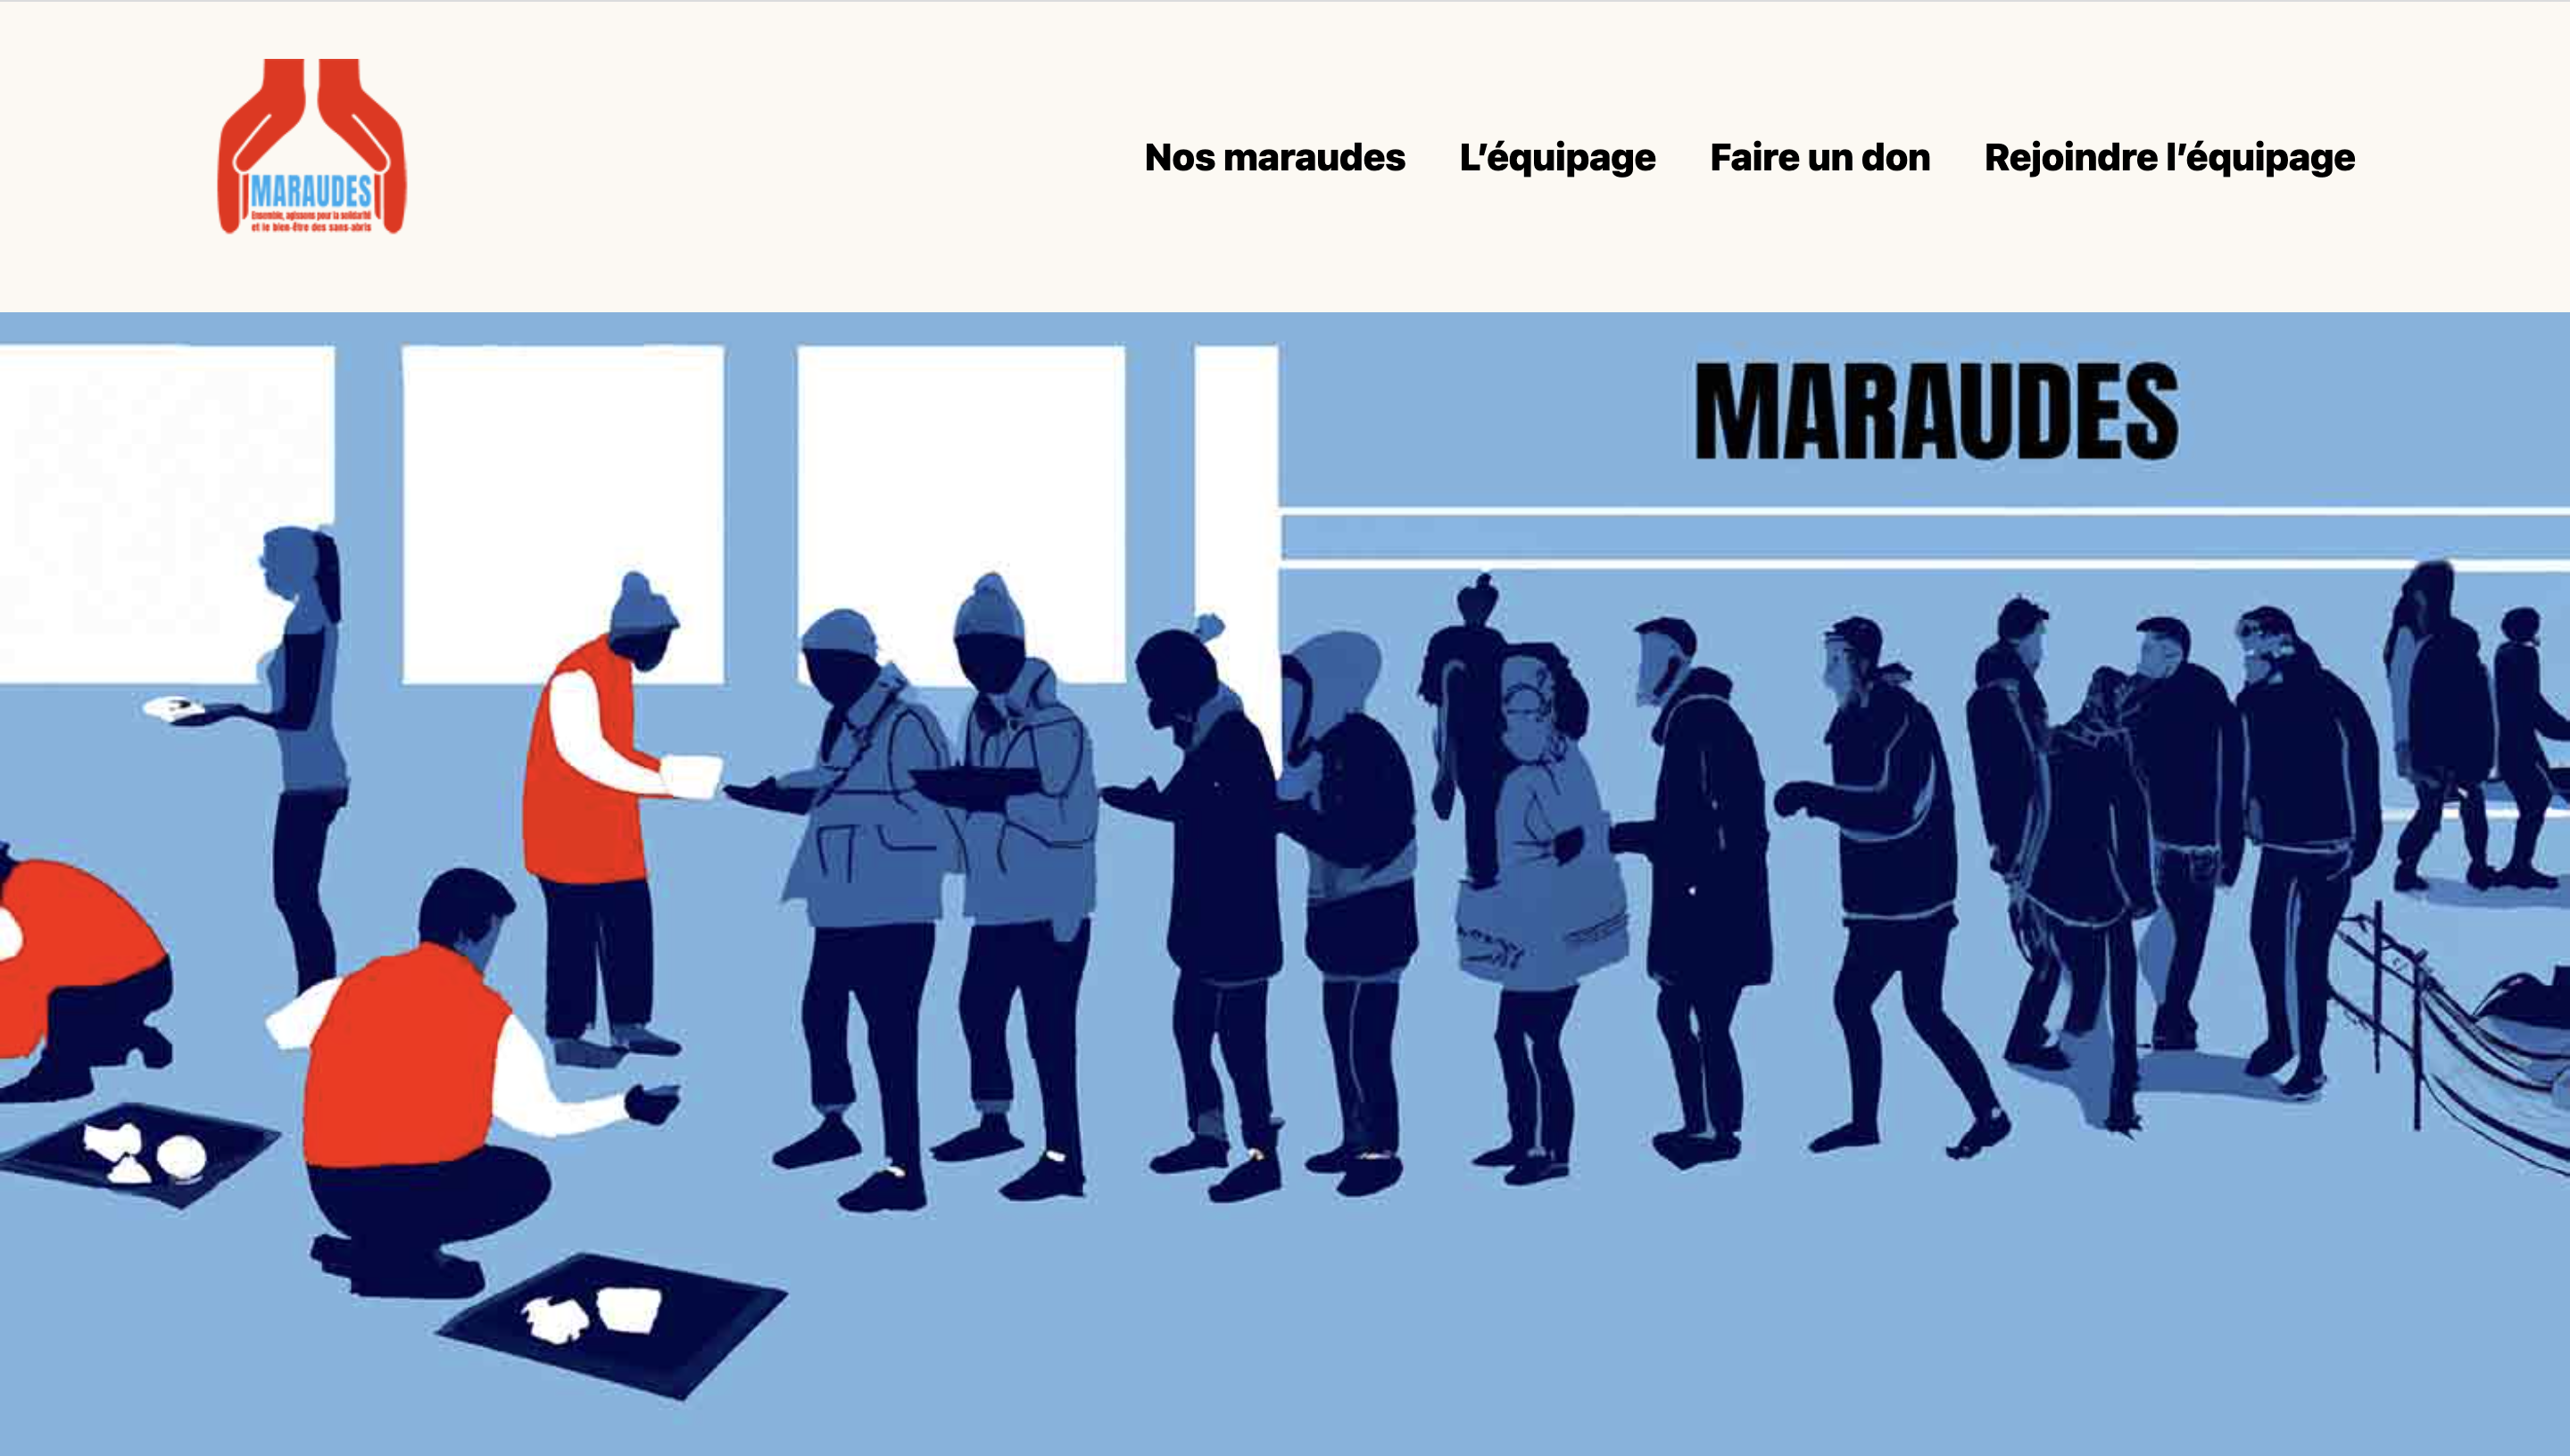 MARAUDES
Ensemble, agissons pour la solidarité
et le bien-être des sans-abris
Nos maraudes L’équipage Faire un don Rejoindre l’équipage
MARAUDES